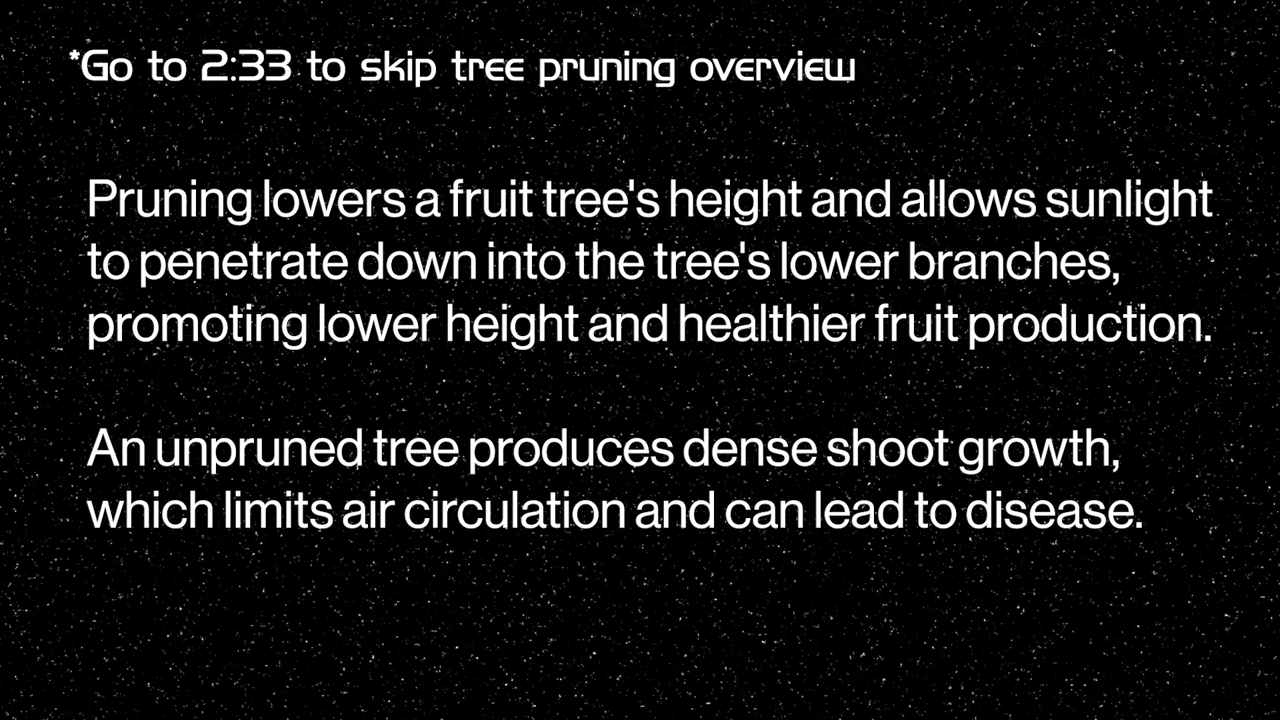 *Go to 2:33 to skip tree pruning overview
Pruning lowers a fruit tree's height and allows sunlight
to penetrate down into the tree's lower branches,
promoting lower height and healthier fruit production.
An unpruned tree produces dense shoot growth,
which limits air circulation and can lead to disease.